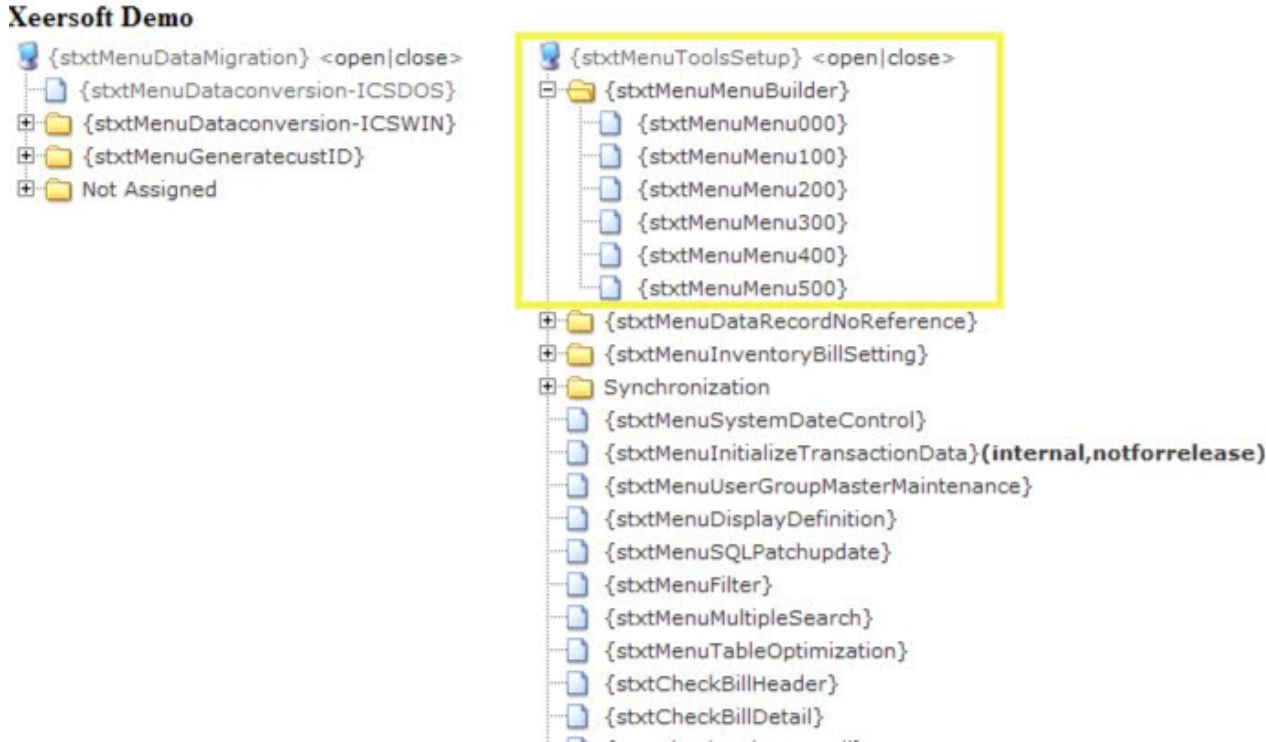 Xeersoft Demo
{stxtMenuDataMigration} <open|close>
{stxtMenuDataconversion-ICSDOS}
{stxtMenuDataconversion-ICSWIN}
{stxtMenuGeneratecustID}
Not Assigned
{stxtMenuToolsSetup} <open|close>
{stxtMenuMenuBuilder}
{stxtMenuMenu000}
{stxtMenuMenu100}
{stxtMenuMenu200}
{stxtMenuMenu300}
{stxtMenuMenu400}
{stxtMenuMenu500}
{stxtMenuDataRecordNoReference}
{stxtMenuInventoryBillSetting}
Synchronization
{stxtMenuSystemDateControl}
{stxtMenuInitializeTransactionData}(internal,notforrelease)
{stxtMenuUserGroupMasterMaintenance}
{stxtMenuDisplayDefinition}
{stxtMenuSQLPatchupdate}
{stxtMenuFilter}
{stxtMenuMultipleSearch}
{stxtMenuTableOptimization}
{stxtCheckBillHeader}
{stxtCheckBillDetail}